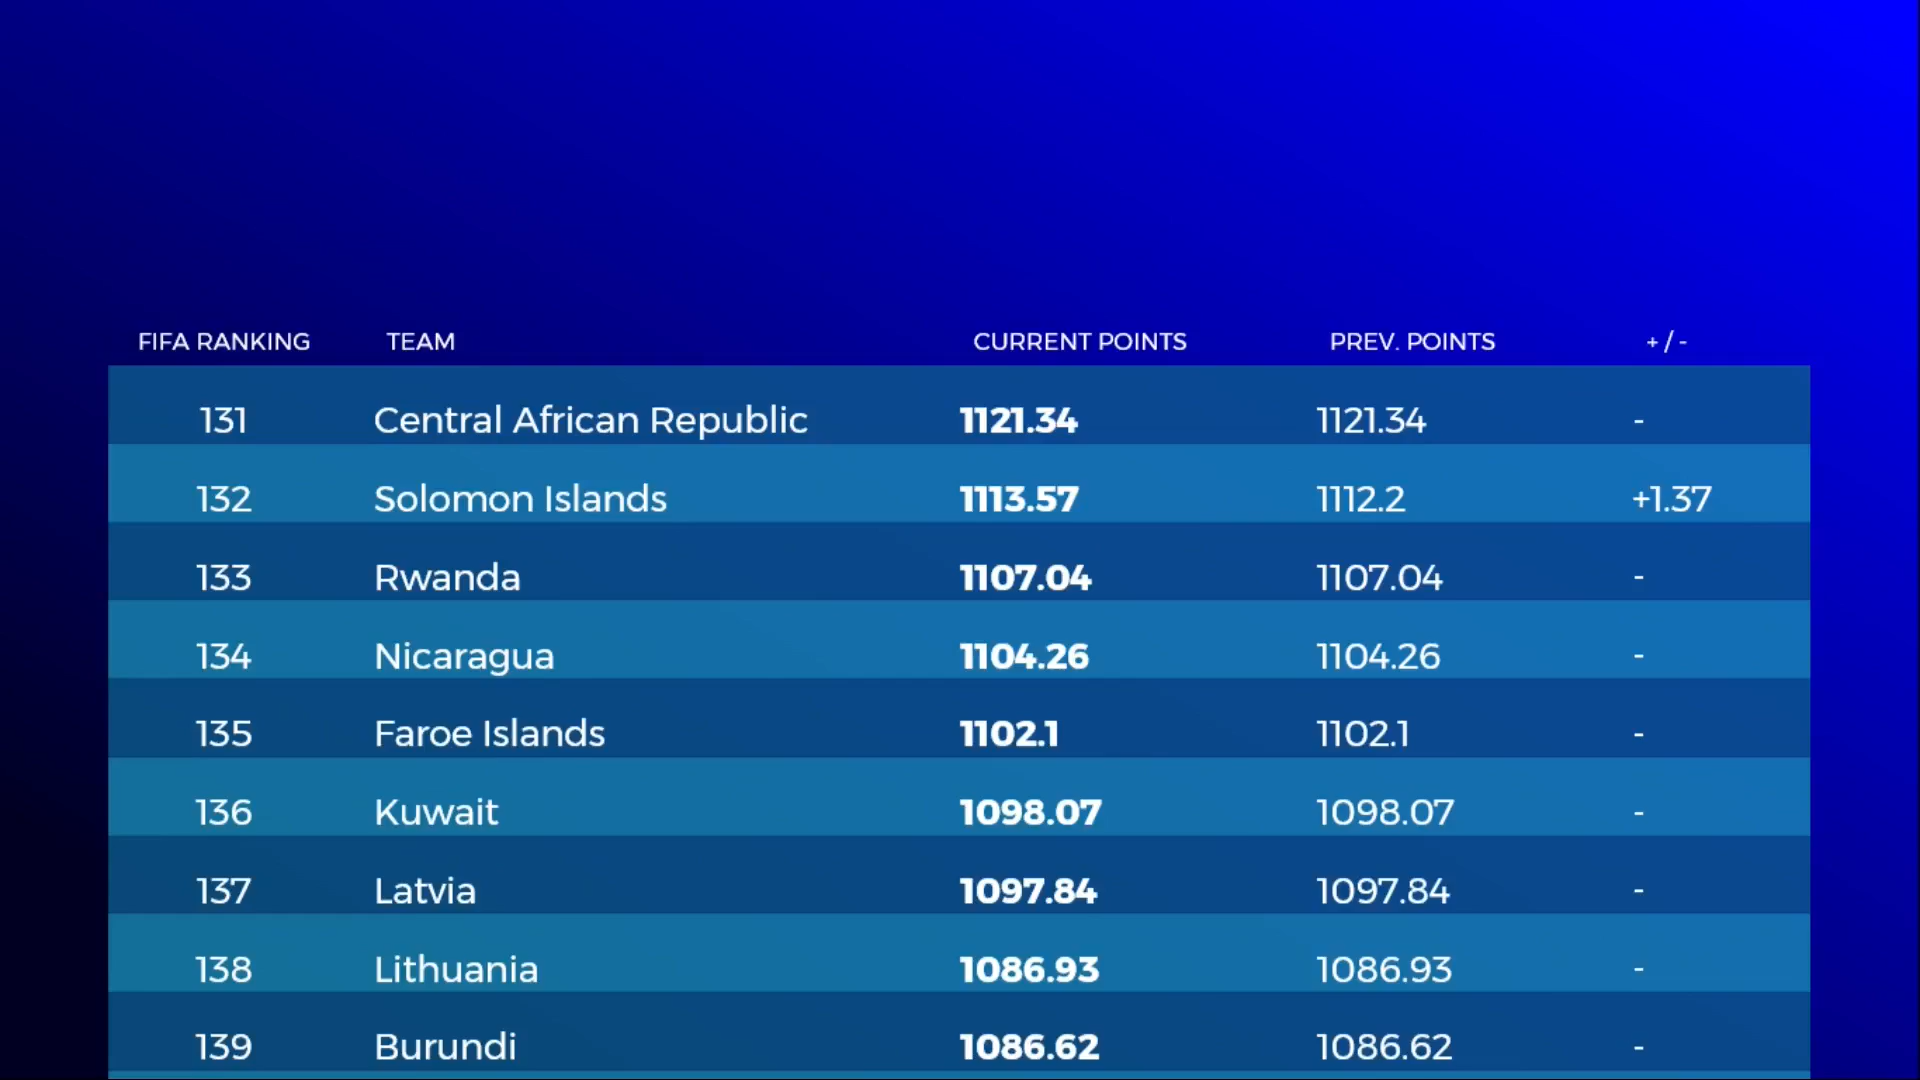 FIFA RANKING TEAM CURRENT POINTS PREV. POINTS + / -
131 Central African Republic 1121.34 1121.34 -
132 Solomon Islands 1113.57 1112.2 +1.37
133 Rwanda 1107.04 1107.04 -
134 Nicaragua 1104.26 1104.26 -
135 Faroe Islands 1102.1 1102.1 -
136 Kuwait 1098.07 1098.07 -
137 Latvia 1097.84 1097.84 -
138 Lithuania 1086.93 1086.93 -
139 Burundi 1086.62 1086.62 -